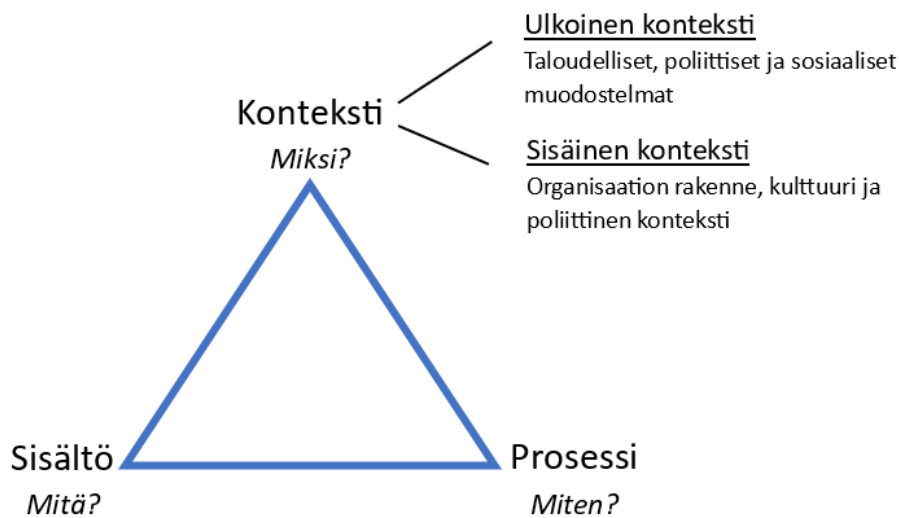 Ulkoinen konteksti
Taloudelliset, poliittiset ja sosiaaliset
muodostelmat
Konteksti
Miksi?
Sisäinen konteksti
Organisaation rakenne, kulttuuri ja
poliittinen konteksti
Sisältö
Mitä?
Prosessi
Miten?